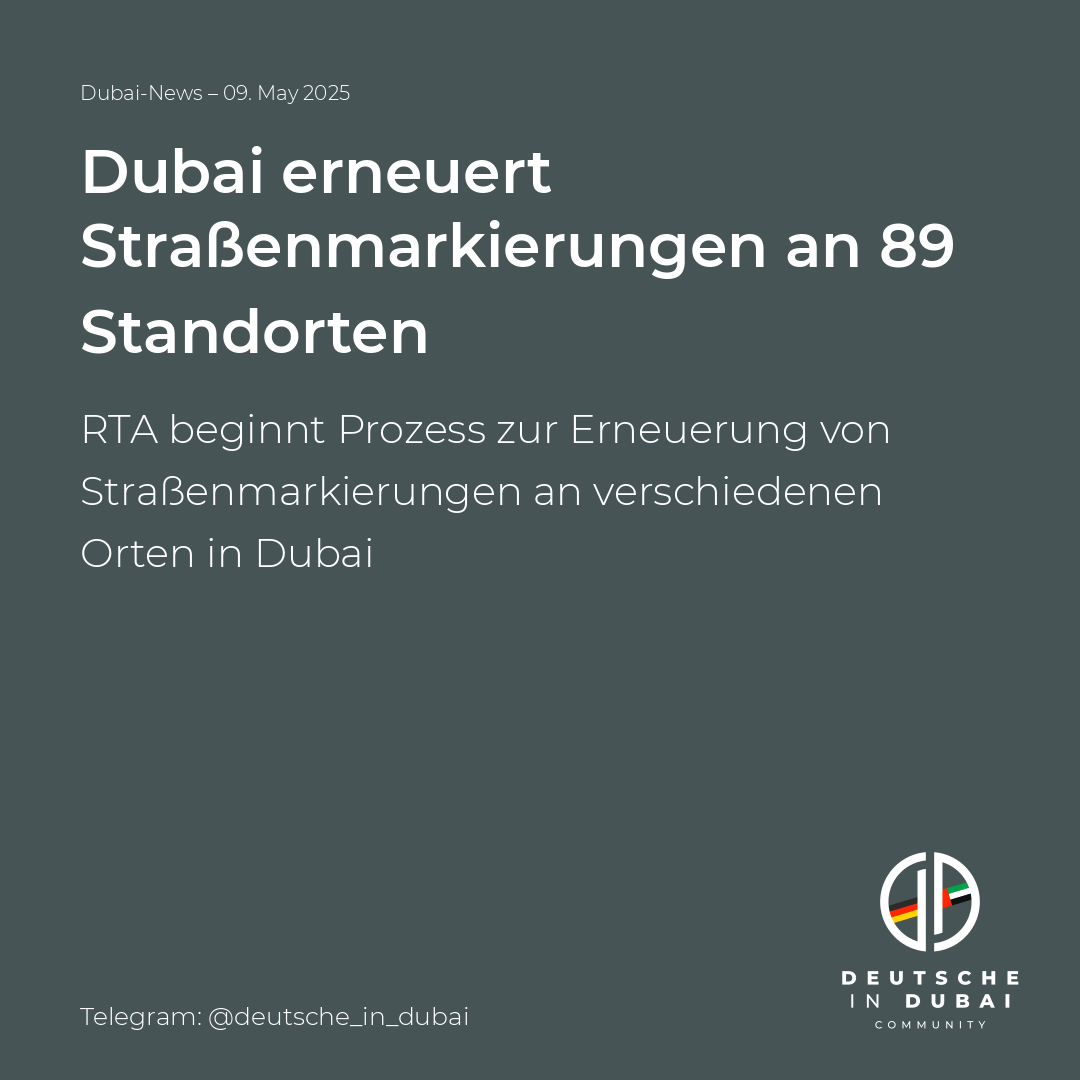 Dubai-News – 09. May 2025
Dubai erneuert
Straßenmarkierungen an 89
Standorten
RTA beginnt Prozess zur Erneuerung von
Straßenmarkierungen an verschiedenen
Orten in Dubai
DEUTSCHE
IN DUBAI
COMMUNITY
Telegram: @deutsche_in_dubai